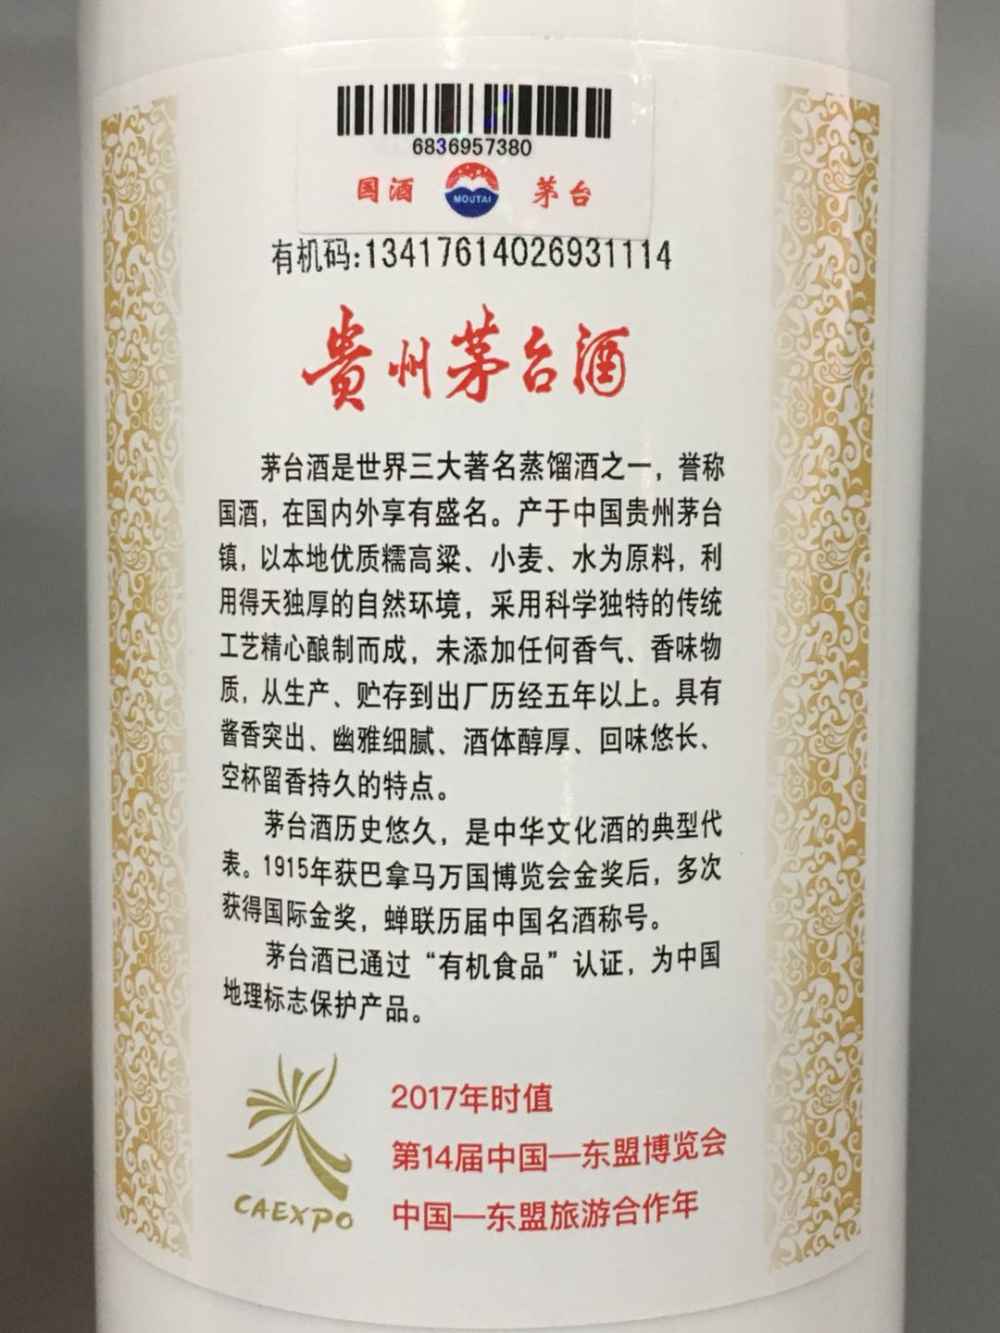 6836957380
国酒 MOUTAI 茅台
有机码:13417614026931114
贵州茅台酒
茅台酒是世界三大著名蒸馏酒之一，誉称
国酒，在国内外享有盛名。产于中国贵州茅台
镇，以本地优质糯高粱、小麦、水为原料，利
用得天独厚的自然环境，采用科学独特的传统
工艺精心酿制而成，未添加任何香气、香味物
质，从生产、贮存到出厂历经五年以上。具有
酱香突出、幽雅细腻、酒体醇厚、回味悠长、
空杯留香持久的特点。
茅台酒历史悠久，是中华文化酒的典型代
表。1915年获巴拿马万国博览会金奖后，多次
获得国际金奖，蝉联历届中国名酒称号。
茅台酒已通过“有机食品”认证，为中国
地理标志保护产品。
2017年时值
第14届中国—东盟博览会
中国—东盟旅游合作年
CAEXPO